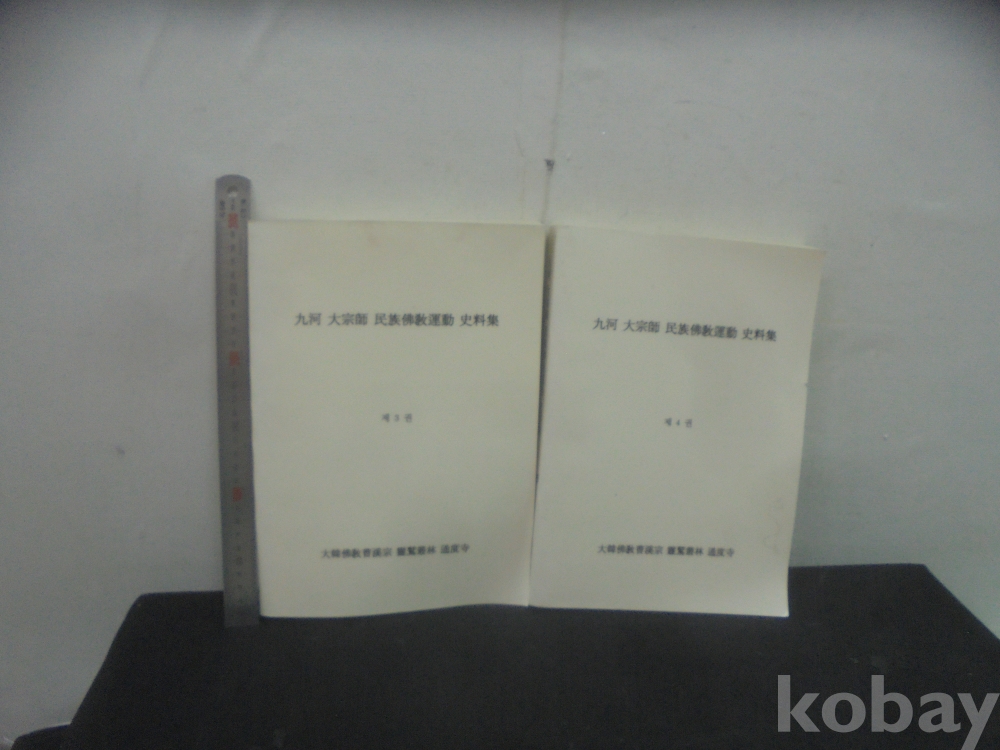 九河 大宗師 民族佛敎運動 史料集
제 3 권
大韓佛敎曹溪宗 靈鷲叢林 通度寺
九河 大宗師 民族佛敎運動 史料集
제 4 권
大韓佛敎曹溪宗 靈鷲叢林 通度寺
kobay